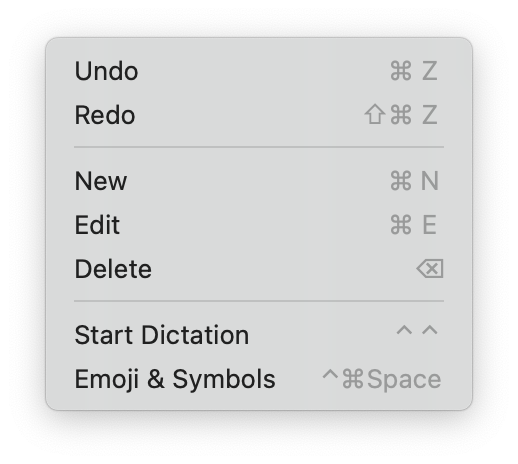 Undo ⌘ Z
Redo ⇧⌘ Z
New ⌘ N
Edit ⌘ E
Delete ⌫
Start Dictation ^ ^
Emoji & Symbols ^⌘Space